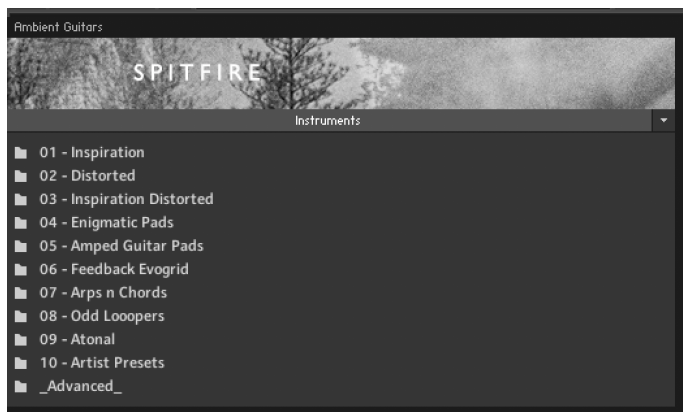 Ambient Guitars
SPITFIRE
Instruments
01 - Inspiration
02 - Distorted
03 - Inspiration Distorted
04 - Enigmatic Pads
05 - Amped Guitar Pads
06 - Feedback Evogrid
07 - Arps n Chords
08 - Odd Looopers
09 - Atonal
10 - Artist Presets
_Advanced_